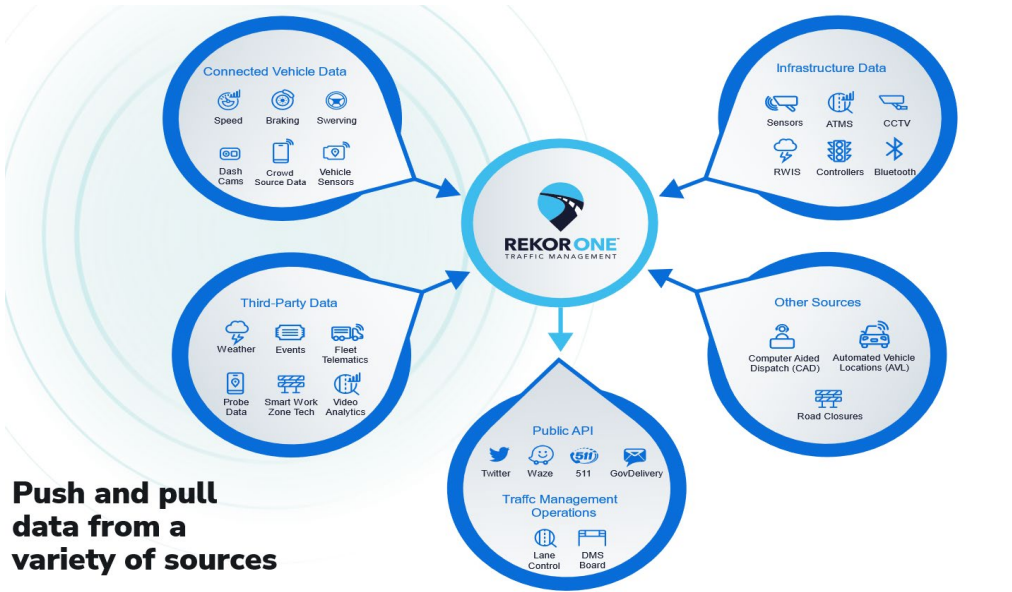 Connected Vehicle Data
Speed
Braking
Swerving
Dash
Cams
Crowd
Source Data
Vehicle
Sensors
Infrastructure Data
Sensors
ATMS
CCTV
RWIS
Controllers
Bluetooth
REKOR ONE™
TRAFFIC MANAGEMENT
Third-Party Data
Weather
Events
Fleet
Telematics
Probe
Data
Smart Work
Zone Tech
Video
Analytics
Other Sources
Computer Aided
Dispatch (CAD)
Automated Vehicle
Locations (AVL)
Road Closures
Public API
Twitter
Waze
511
511
GovDelivery
Traffc Management
Operations
Lane
Control
DMS
Board
Push and pull
data from a
variety of sources